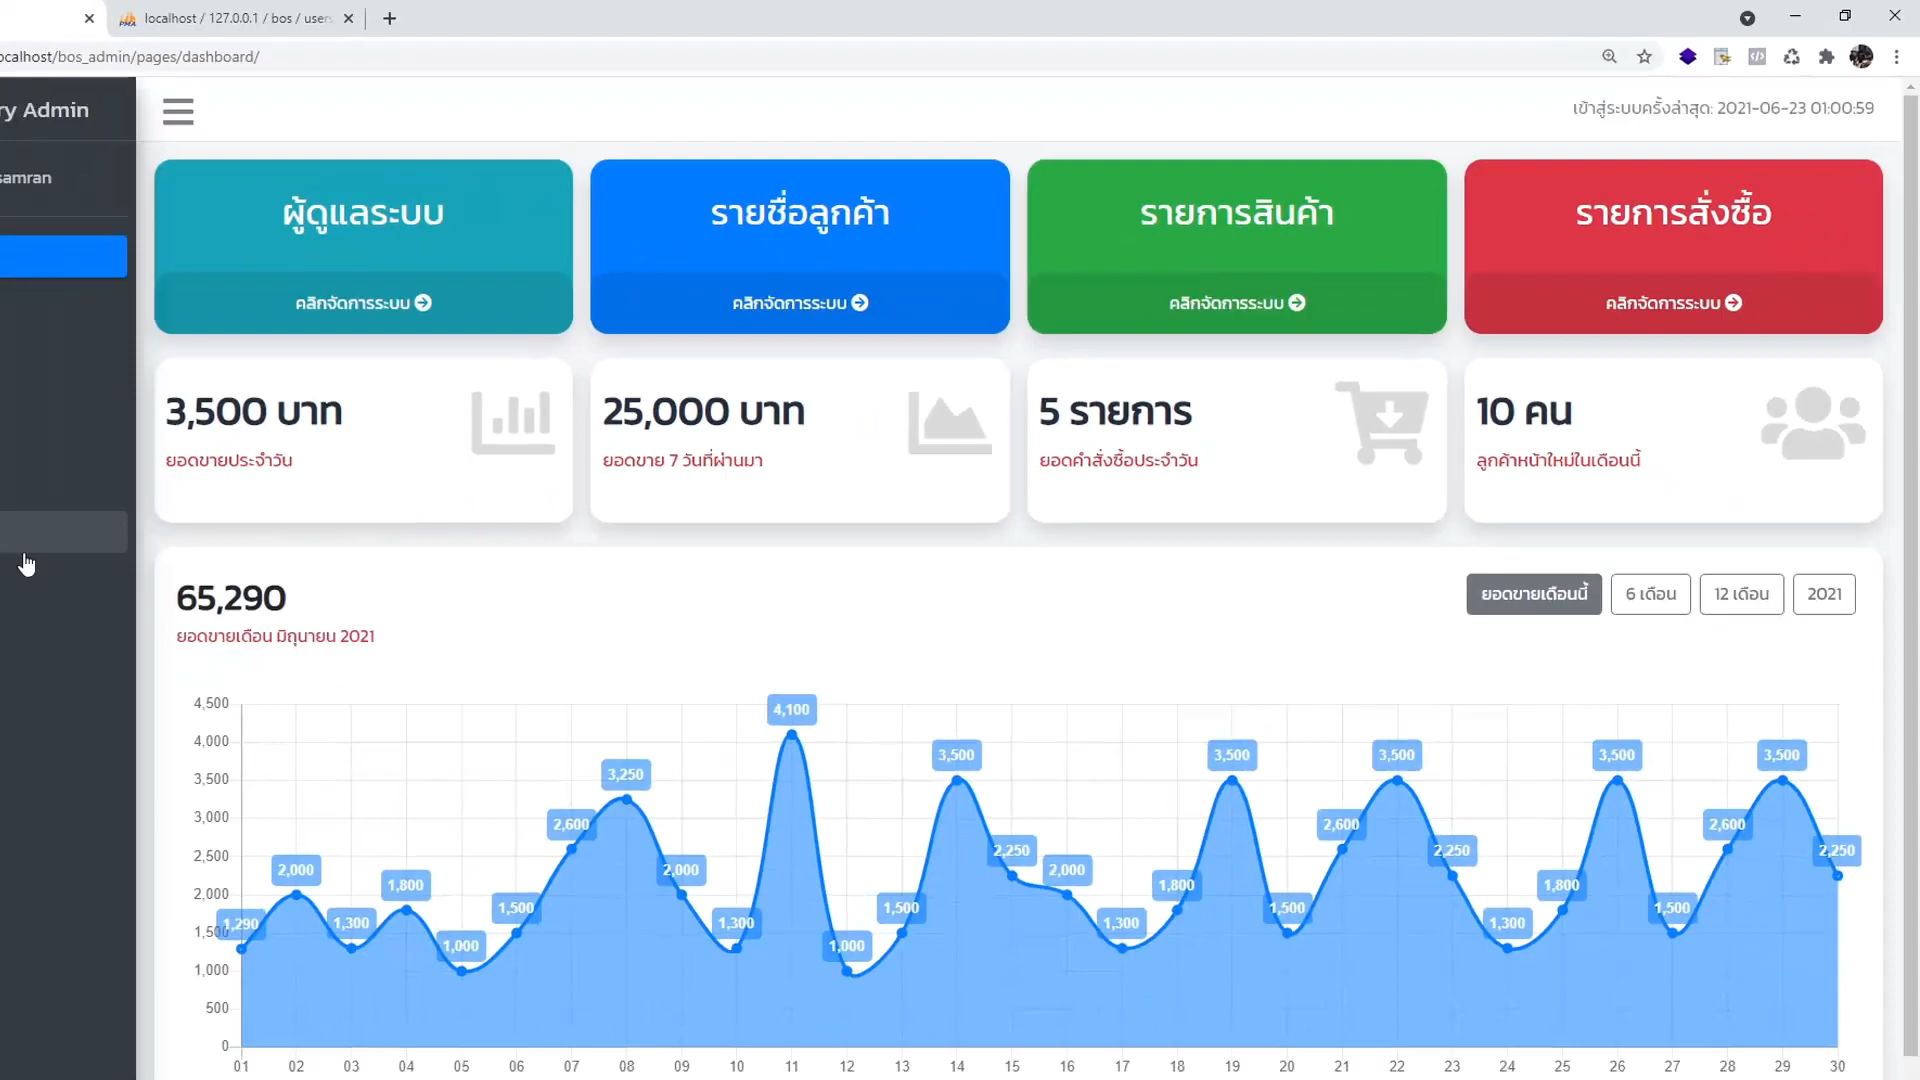 localhost / 127.0.0.1 / bos / users
ocalhost/bos_admin/pages/dashboard/
ry Admin
เข้าสู่ระบบครั้งล่าสุด: 2021-06-23 01:00:59
samran
ผู้ดูแลระบบ
คลิกจัดการระบบ
รายชื่อลูกค้า
คลิกจัดการระบบ
รายการสินค้า
คลิกจัดการระบบ
รายการสั่งซื้อ
คลิกจัดการระบบ
3,500 บาท
ยอดขายประจำวัน
25,000 บาท
ยอดขาย 7 วันที่ผ่านมา
5 รายการ
ยอดคำสั่งซื้อประจำวัน
10 คน
ลูกค้าหน้าใหม่ในเดือนนี้
65,290
ยอดขายเดือน มิถุนายน 2021
ยอดขายเดือนนี้ 6 เดือน 12 เดือน 2021
4,500
4,000
3,500
3,000
2,500
2,000
1,500
1,000
500
0
1,290 2,000 1,300 1,800 1,000 1,500 2,600 3,250 2,000 1,300 4,100 1,000 1,500 3,500 2,250 2,000 1,300 1,800 3,500 1,500 2,600 3,500 2,250 1,300 1,800 3,500 1,500 2,600 3,500 2,250
01 02 03 04 05 06 07 08 09 10 11 12 13 14 15 16 17 18 19 20 21 22 23 24 25 26 27 28 29 30